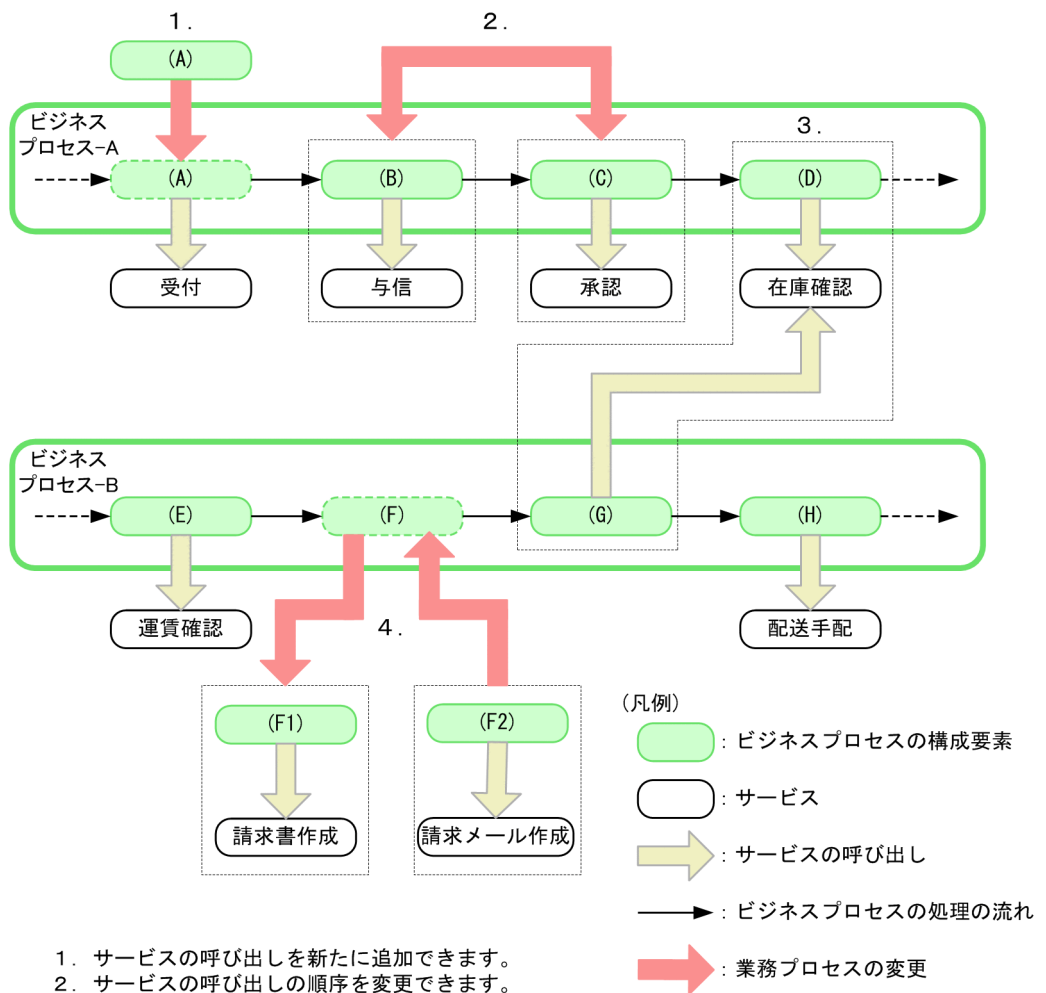 1.
2.
(A)
ビジネス
プロセス-A
3.
(A)
(B)
(C)
(D)
受付
与信
承認
在庫確認
ビジネス
プロセス-B
(E)
(F)
(G)
(H)
運賃確認
4.
配送手配
(F1)
(F2)
請求書作成
請求メール作成
(凡例)
：ビジネスプロセスの構成要素
：サービス
：サービスの呼び出し
：ビジネスプロセスの処理の流れ
：業務プロセスの変更
1. サービスの呼び出しを新たに追加できます。
2. サービスの呼び出しの順序を変更できます。